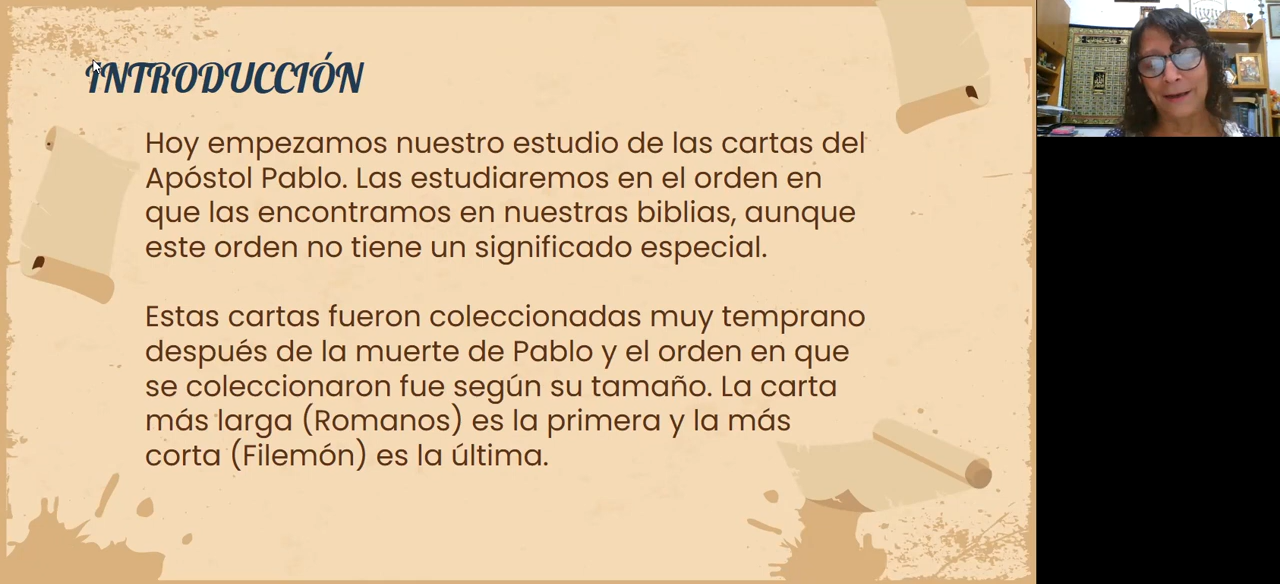 INTRODUCCIÓN
Hoy empezamos nuestro estudio de las cartas del
Apóstol Pablo. Las estudiaremos en el orden en
que las encontramos en nuestras biblias, aunque
este orden no tiene un significado especial.
Estas cartas fueron coleccionadas muy temprano
después de la muerte de Pablo y el orden en que
se coleccionaron fue según su tamaño. La carta
más larga (Romanos) es la primera y la más
corta (Filemón) es la última.